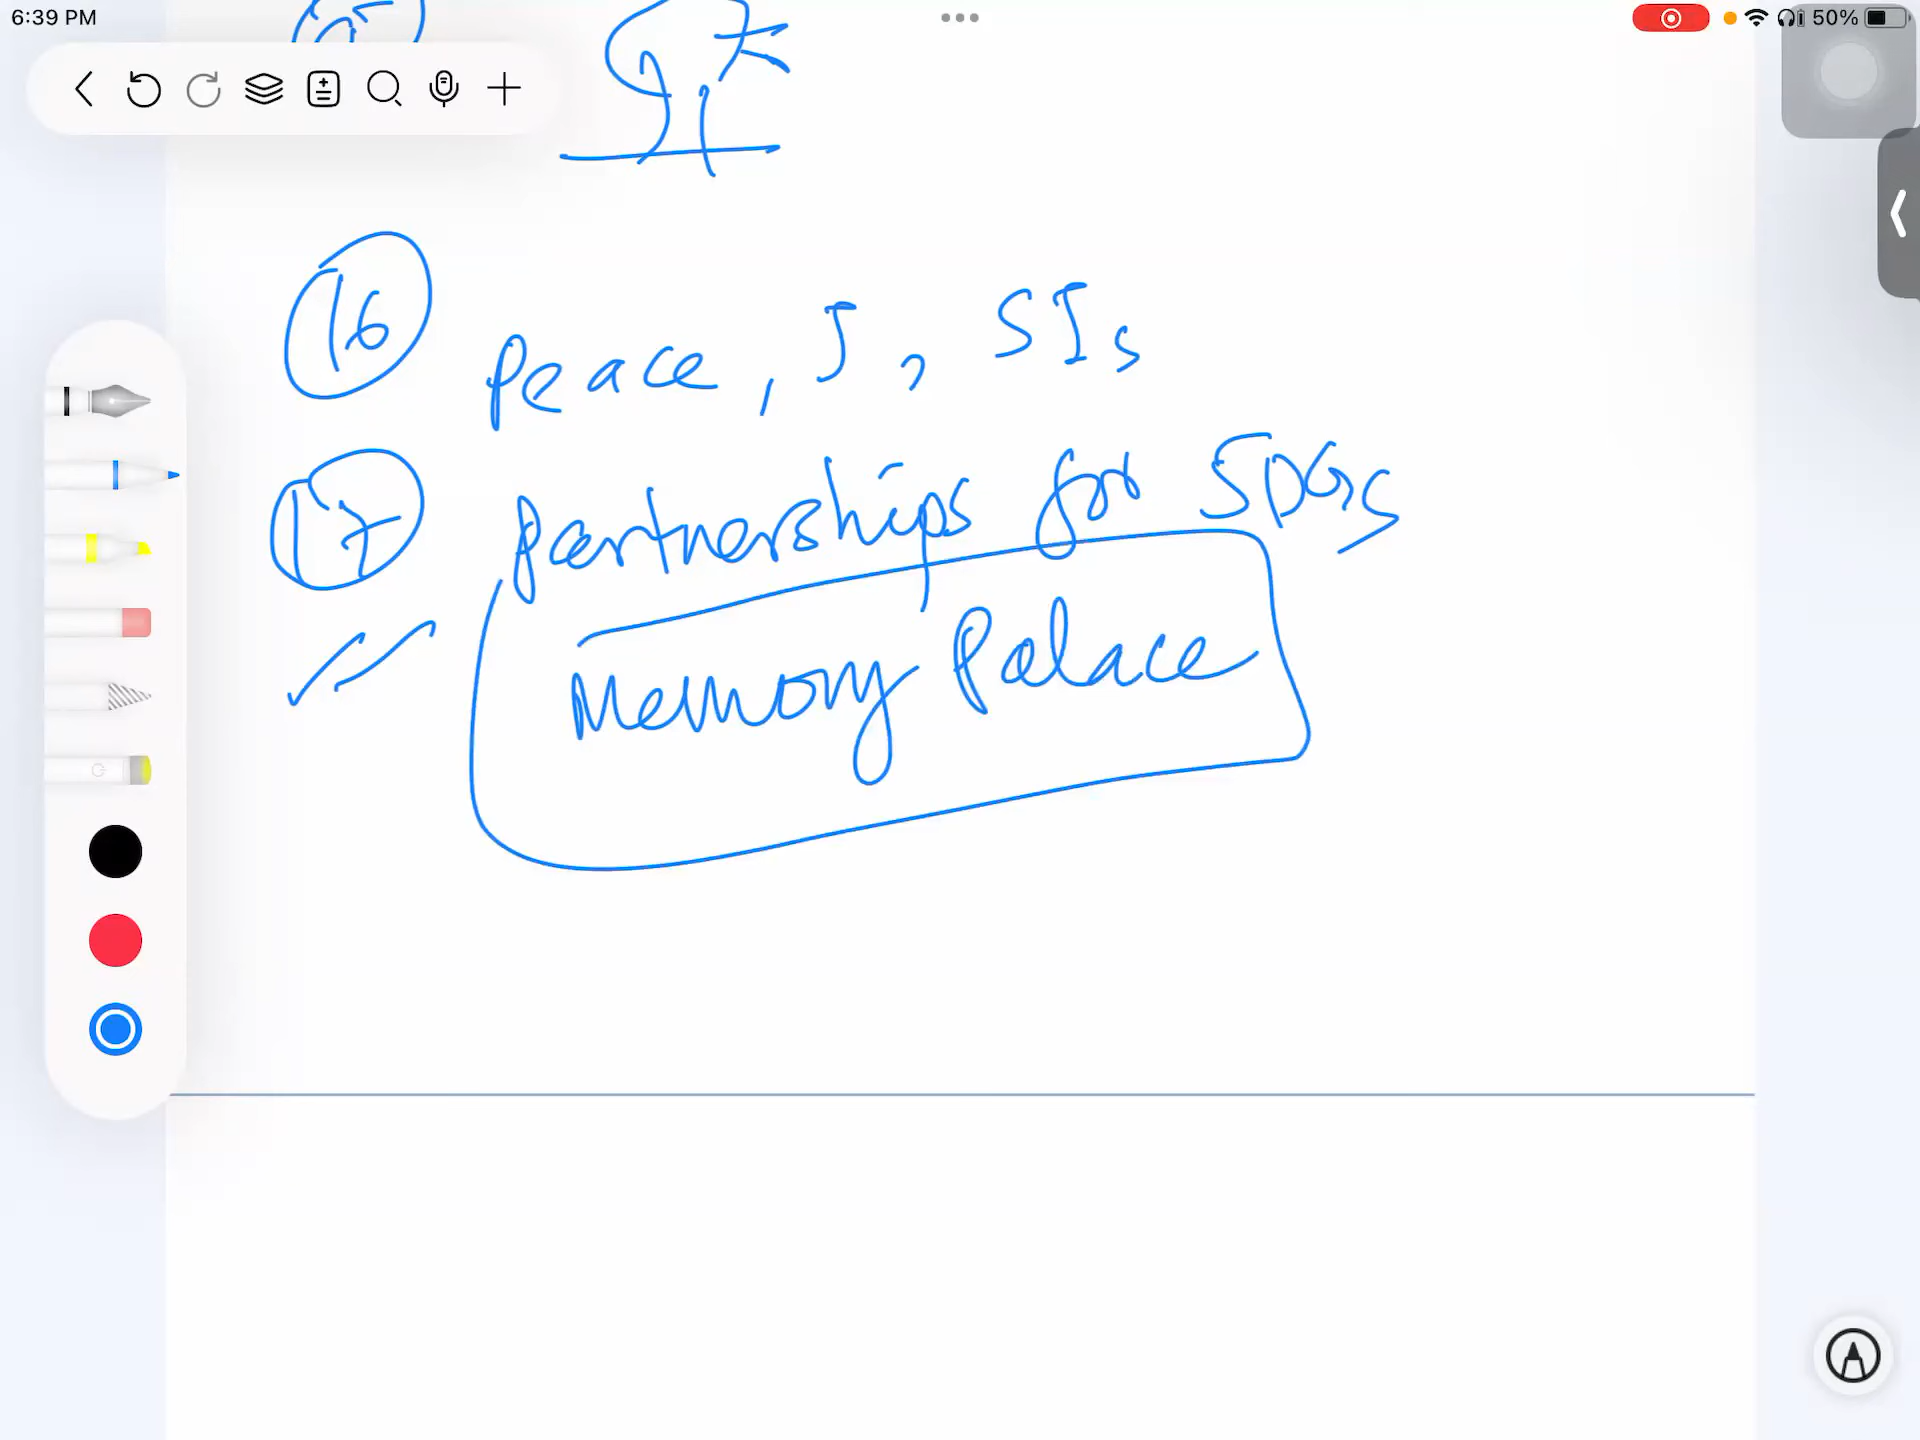 6:39 PM
50%
16 Peace, J, SIs
17 Partnerships for SDGs
Memory Palace